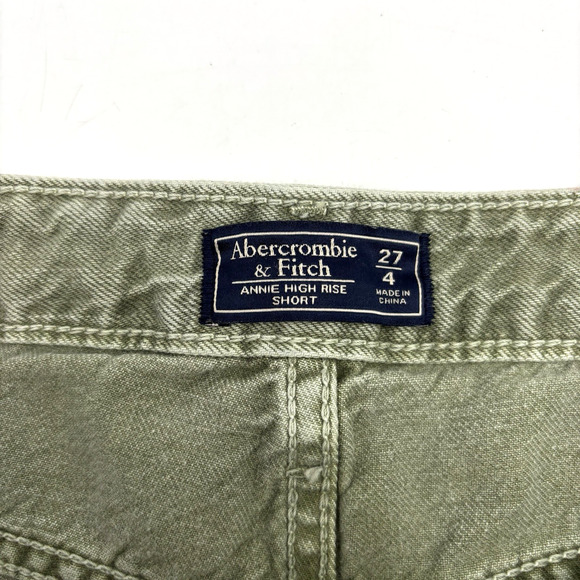 Abercrombie
& Fitch
ANNIE HIGH RISE
SHORT
27
4
MADE IN
CHINA